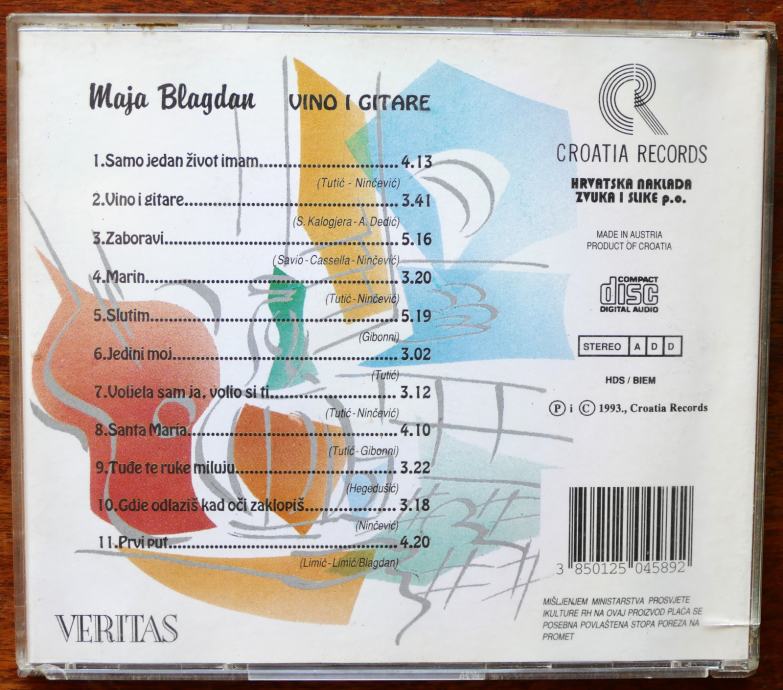 Maja Blagdan VINO I GITARE
1.Samo jedan život imam 4.13
(Tutić - Ninčević)
2.Vino i gitare 3.41
(S. Kalogjera - A. Dedić)
3.Zaboravi 5.16
(Savio - Cassella - Ninčević)
4.Marin 3.20
(Tutić - Ninčević)
5.Slutim 5.19
(Gibonni)
6.Jedini moj 3.02
(Tutić)
7.Voljela sam ja, volio si ti 3.12
(Tutić - Ninčević)
8.Santa Maria 4.10
(Tutić - Gibonni)
9.Tuđe te ruke miluju 3.22
(Hegedušić)
10.Gdje odlaziš kad oči zaklopiš 3.18
(Ninčević)
11.Prvi put 4.20
(Limić - Limić/Blagdan)
VERITAS
CR
CROATIA RECORDS
HRVATSKA NAKLADA
ZVUKA I SLIKE p.o.
MADE IN AUSTRIA
PRODUCT OF CROATIA
COMPACT
disc
DIGITAL AUDIO
STEREO A D D
HDS / BIEM
Ⓟ i © 1993., Croatia Records
3 850125 045892
MIŠLJENJEM MINISTARSTVA PROSVJETE
IKULTURE RH NA OVAJ PROIZVOD PLAĆA SE
POSEBNA POVLAŠTENA STOPA POREZA NA
PROMET